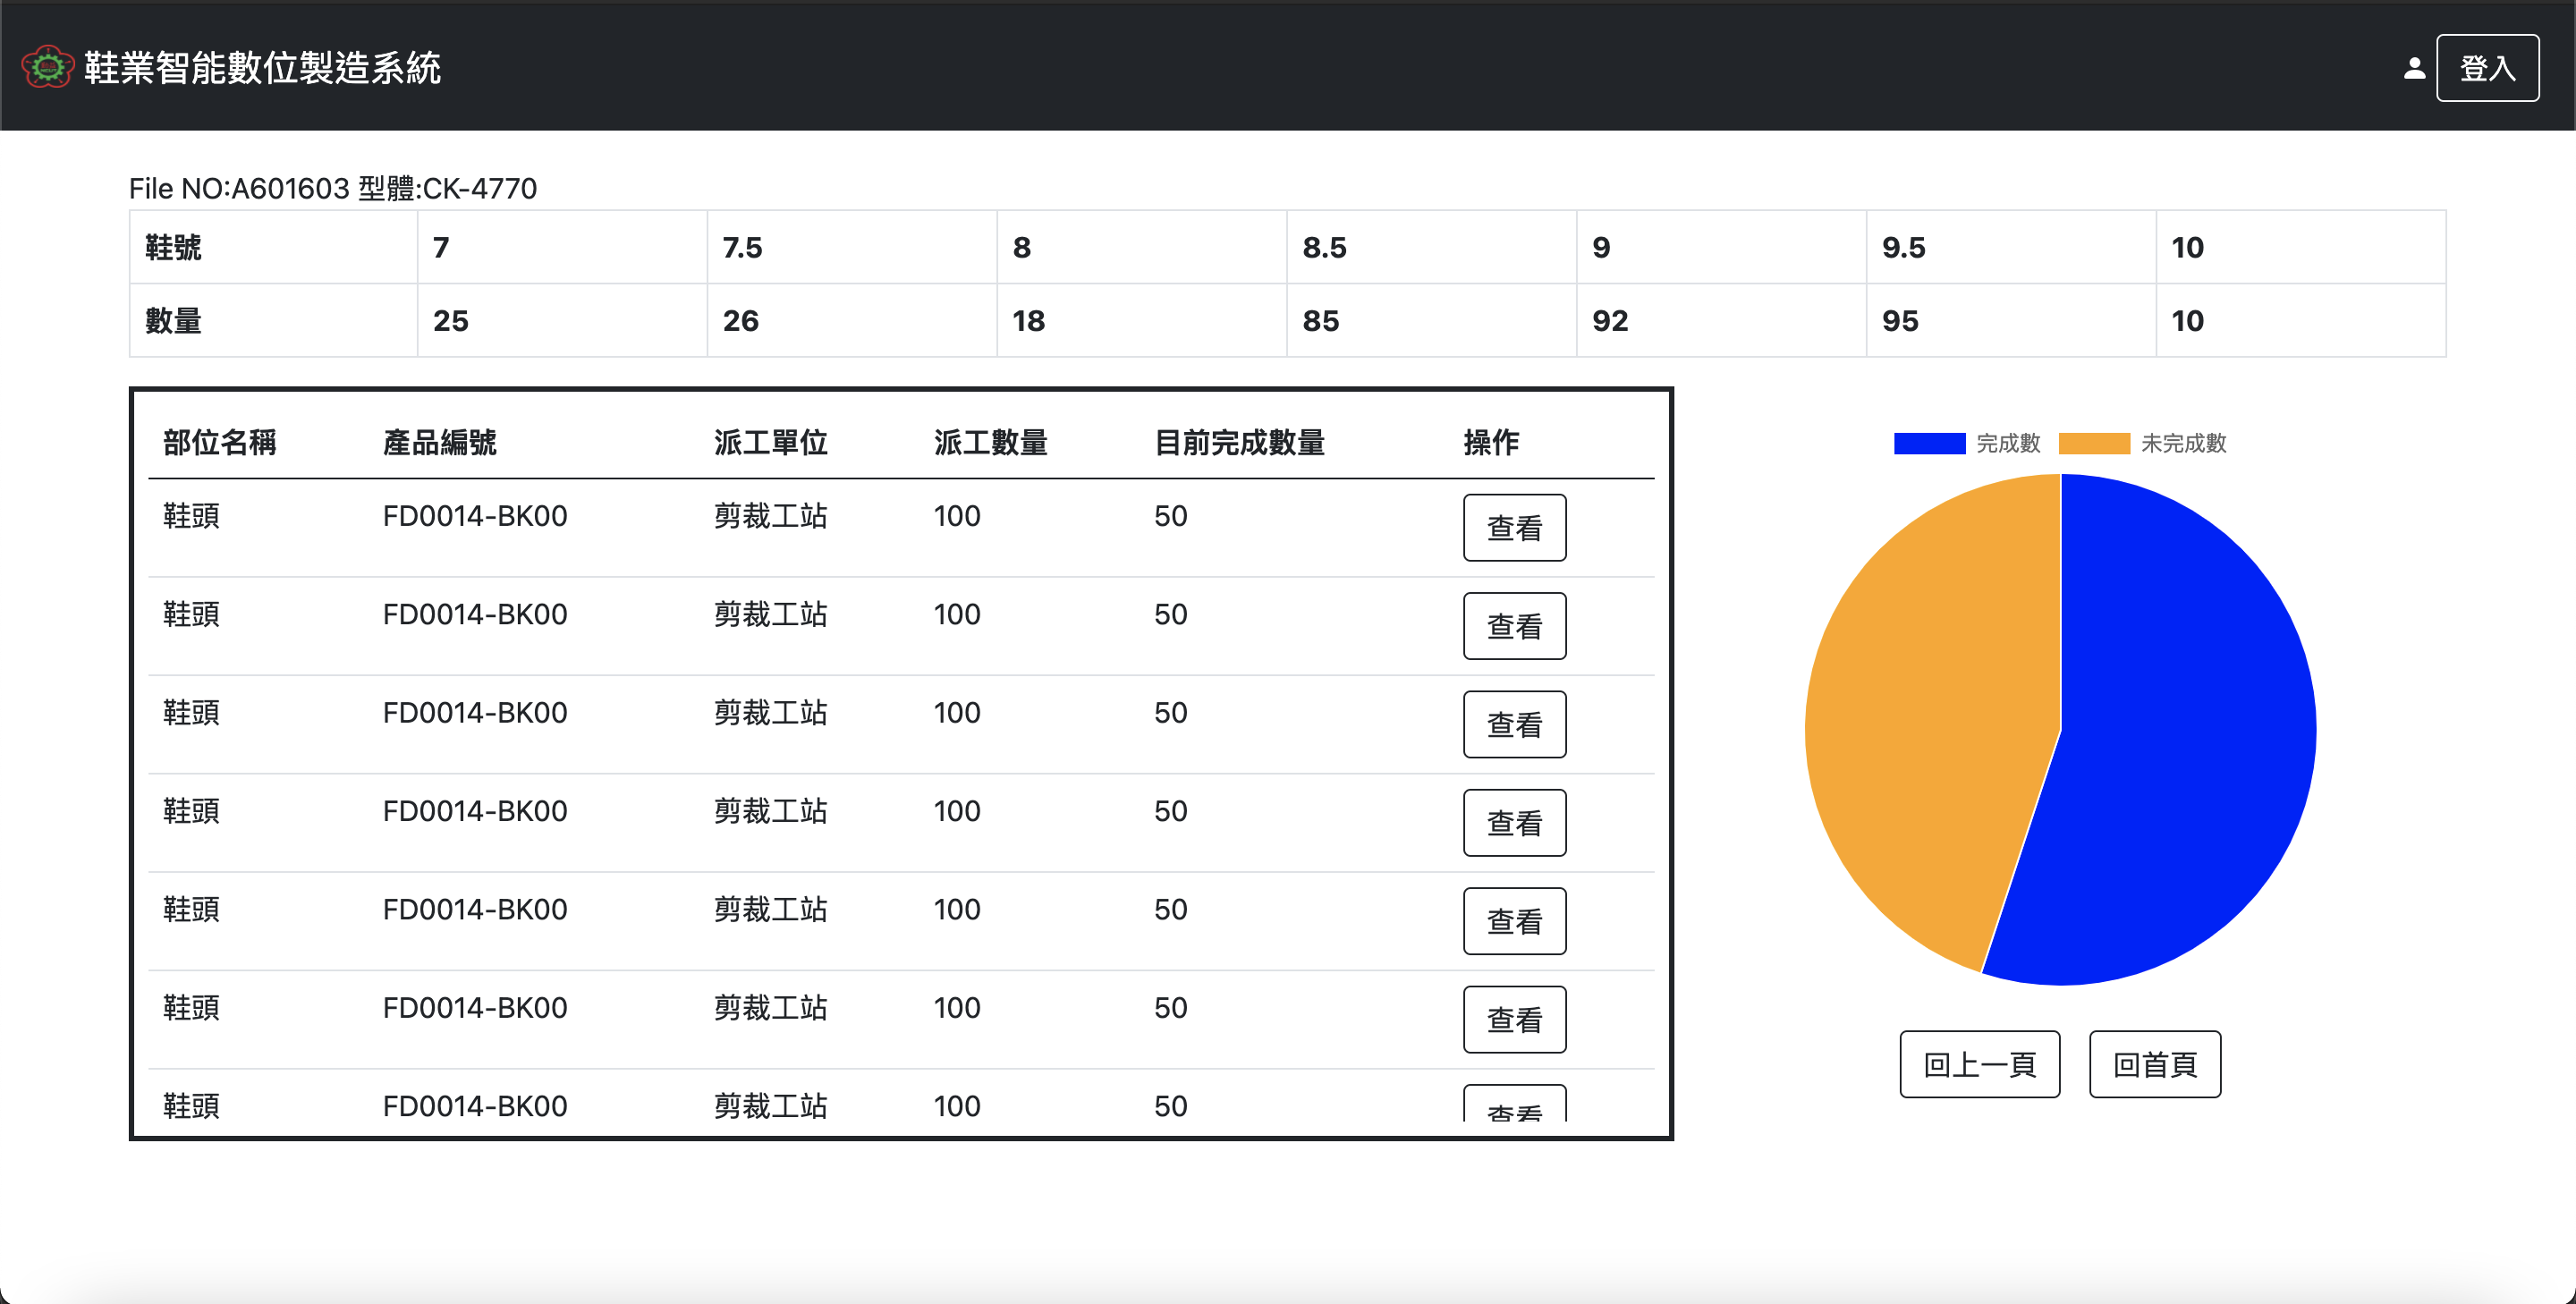 鞋業智能數位製造系統 登入
File NO:A601603 型體:CK-4770
鞋號 7 7.5 8 8.5 9 9.5 10
數量 25 26 18 85 92 95 10
部位名稱 產品編號 派工單位 派工數量 目前完成數量 操作
鞋頭 FD0014-BK00 剪裁工站 100 50 查看
鞋頭 FD0014-BK00 剪裁工站 100 50 查看
鞋頭 FD0014-BK00 剪裁工站 100 50 查看
鞋頭 FD0014-BK00 剪裁工站 100 50 查看
鞋頭 FD0014-BK00 剪裁工站 100 50 查看
鞋頭 FD0014-BK00 剪裁工站 100 50 查看
鞋頭 FD0014-BK00 剪裁工站 100 50 查看
完成數 未完成數
回上一頁 回首頁